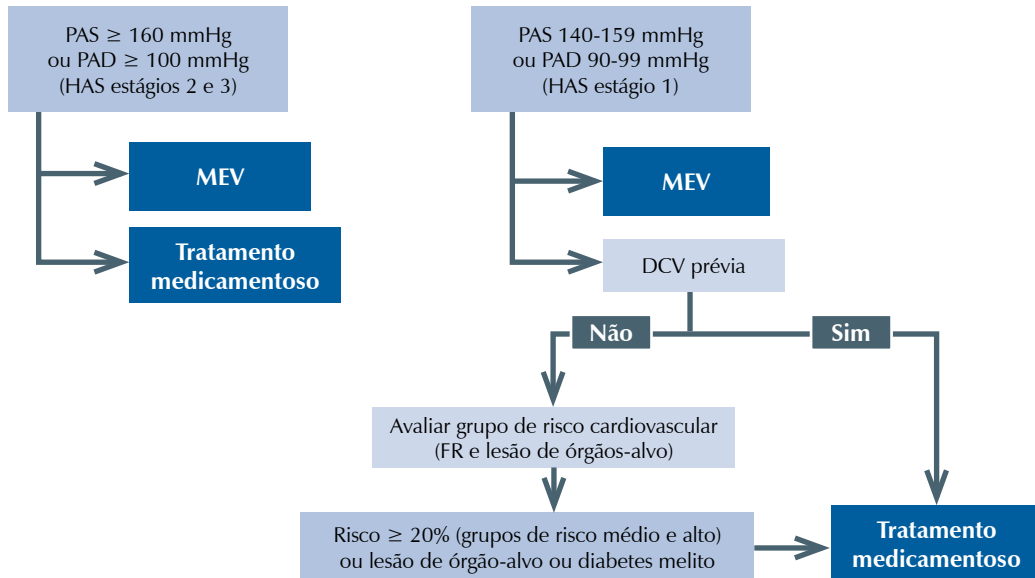 PAS ≥ 160 mmHg
ou PAD ≥ 100 mmHg
(HAS estágios 2 e 3)
MEV
Tratamento
medicamentoso
PAS 140-159 mmHg
ou PAD 90-99 mmHg
(HAS estágio 1)
MEV
DCV prévia
Não
Sim
Avaliar grupo de risco cardiovascular
(FR e lesão de órgãos-alvo)
Risco ≥ 20% (grupos de risco médio e alto)
ou lesão de órgão-alvo ou diabetes melito
Tratamento
medicamentoso